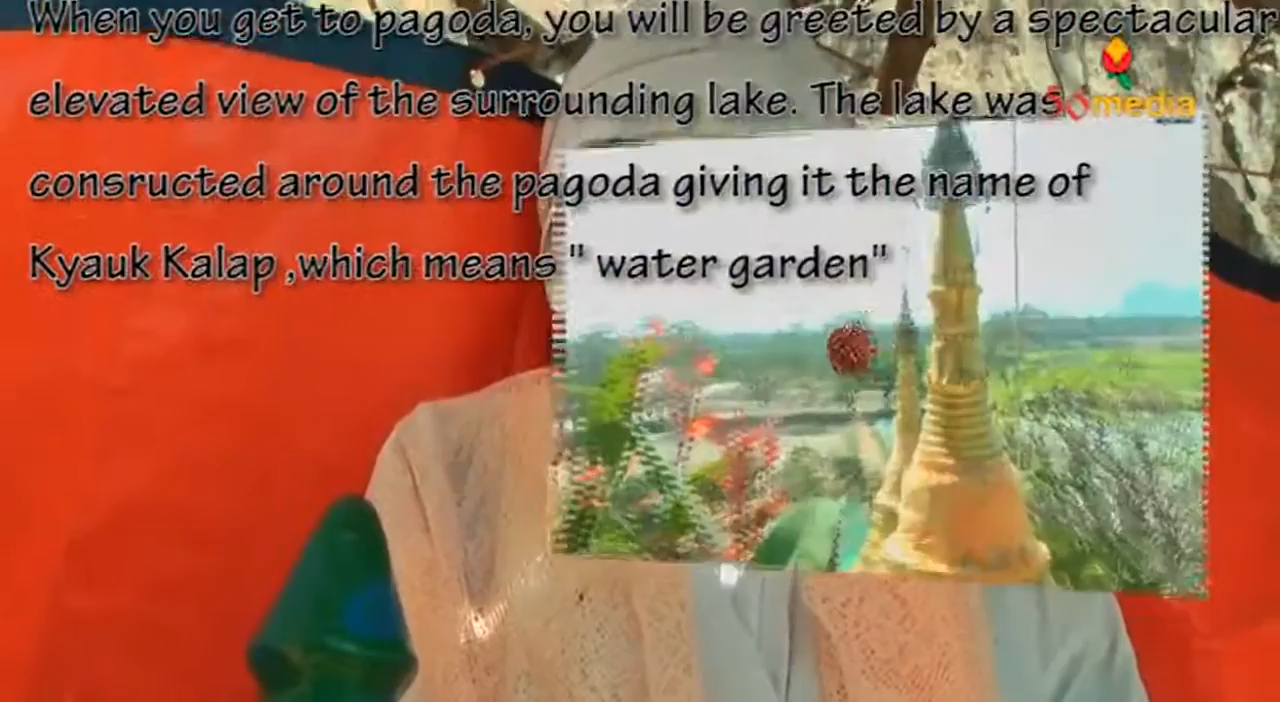 When you get to pagoda, you will be greeted by a spectacular
elevated view of the surrounding lake. The lake was
consructed around the pagoda giving it the name of
Kyauk Kalap ,which means " water garden"
media